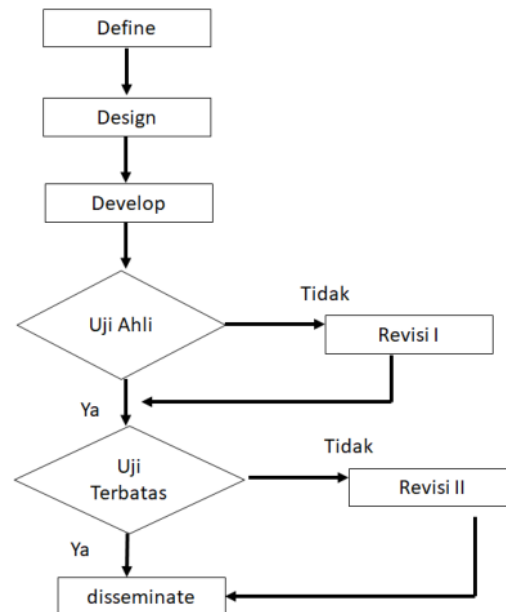 Define
Design
Develop
Uji Ahli
Tidak
Revisi I
Ya
Uji
Terbatas
Tidak
Revisi II
Ya
disseminate